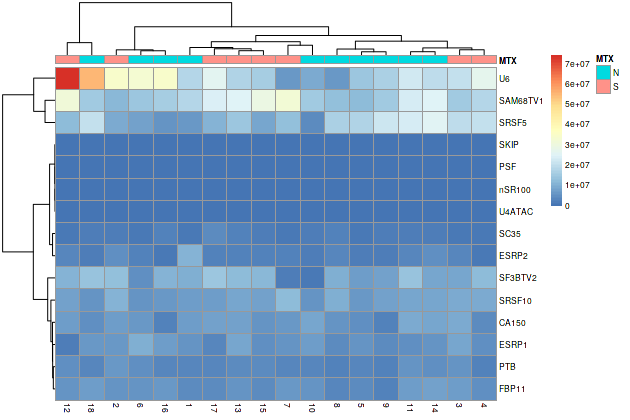 MTX
U6
SAM68TV1
SRSF5
SKIP
PSF
nSR100
U4ATAC
SC35
ESRP2
SF3BTV2
SRSF10
CA150
ESRP1
PTB
FBP11
12 18 2 6 16 1 17 13 15 7 10 8 5 9 11 14 3 4
7e+07
6e+07
5e+07
4e+07
3e+07
2e+07
1e+07
0
MTX
N
S